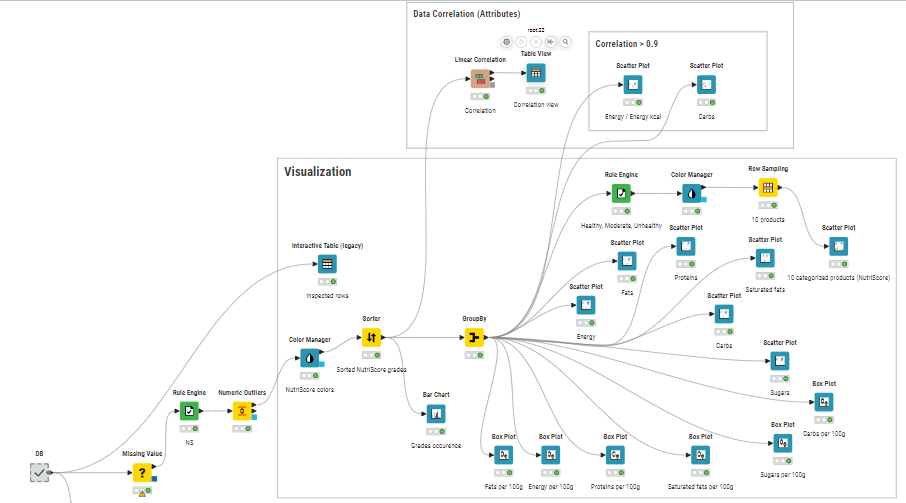 Data Correlation (Attributes)
root:22
Correlation > 0.9
Linear Correlation
Table View
Scatter Plot
Scatter Plot
Correlation
Correlation view
Energy / Energy kcal
Carbs
Visualization
Rule Engine
Color Manager
Row Sampling
Healthy, Moderate, Unhealthy
10 products
Scatter Plot
Scatter Plot
Scatter Plot
Scatter Plot
Interactive Table (legacy)
Fats
Proteins
Saturated fats
10 categorized products (NutriScore)
Inspected rows
Scatter Plot
Scatter Plot
Energy
Carbs
Sorter
GroupBy
Color Manager
Scatter Plot
Sorted NutriScore grades
NutriScore colors
Sugars
Rule Engine
Numeric Outliers
Bar Chart
Box Plot
NS
Grades occurence
Carbs per 100g
Box Plot
Box Plot
Box Plot
Box Plot
Box Plot
DB
Missing Value
?
Sugars per 100g
Fats per 100g
Energy per 100g
Proteins per 100g
Saturated fats per 100g